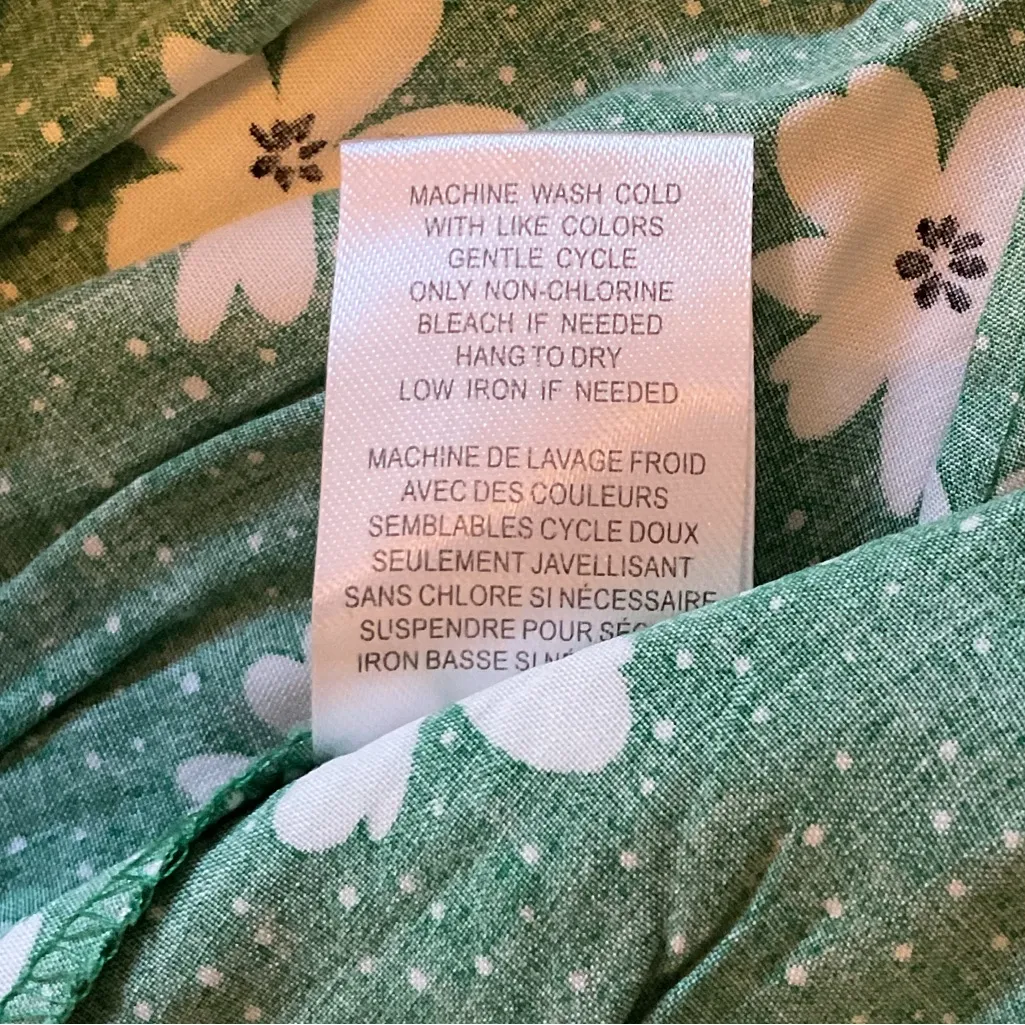 MACHINE WASH COLD
WITH LIKE COLORS
GENTLE CYCLE
ONLY NON-CHLORINE
BLEACH IF NEEDED
HANG TO DRY
LOW IRON IF NEEDED
MACHINE DE LAVAGE FROID
AVEC DES COULEURS
SEMBLABLES CYCLE DOUX
SEULEMENT JAVELLISANT
SANS CHLORE SI NÉCESSAIRE
SUSPENDRE POUR
IRON BASSE SI